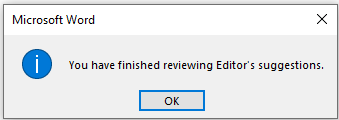 Microsoft Word
You have finished reviewing Editor's suggestions.
OK